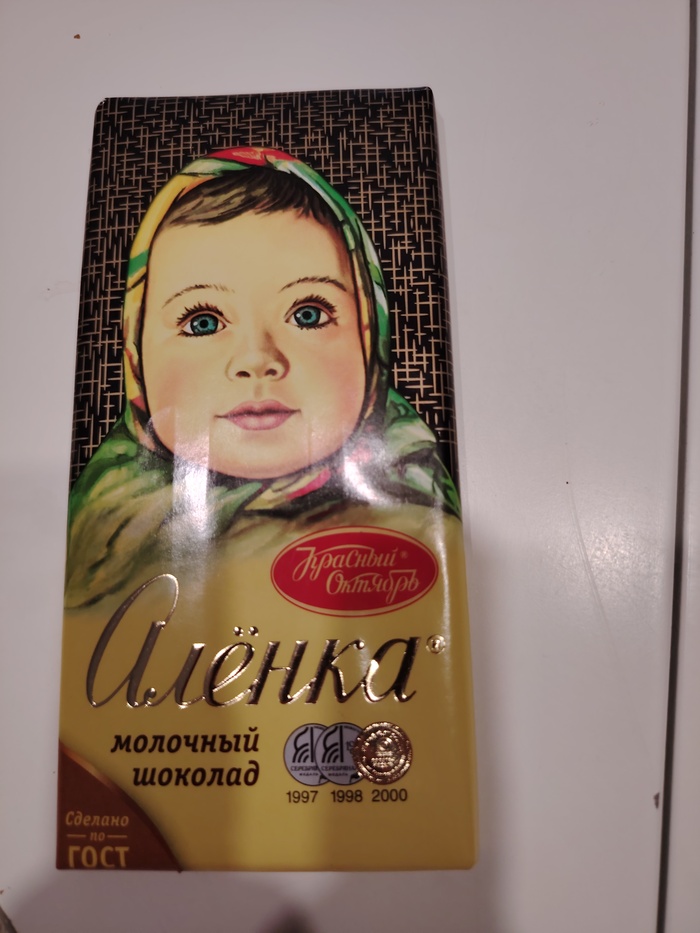 Красный
Октябрь
Алёнка
молочный
шоколад
1997 1998 2000
Сделано
по
ГОСТ